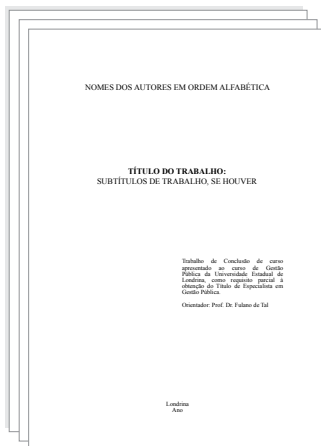 NOMES DOS AUTORES EM ORDEM ALFABÉTICA
TÍTULO DO TRABALHO:
SUBTÍTULOS DE TRABALHO, SE HOUVER
Trabalho de Conclusão de curso
apresentado ao curso de Gestão
Pública da Universidade Estadual de
Londrina, como requisito parcial à
obtenção do Título de Especialista em
Gestão Pública.
Orientador: Prof. Dr. Fulano de Tal
Londrina
Ano